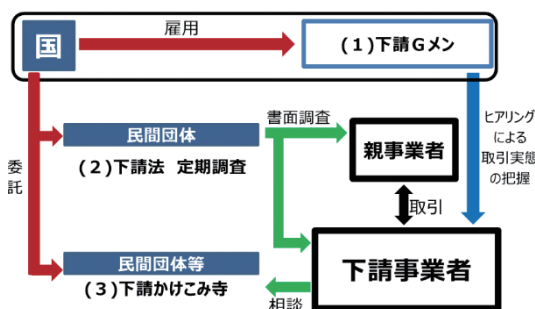 国
雇用
(1)下請Gメン
委託
民間団体
(2)下請法 定期調査
書面調査
親事業者
ヒアリング
による
取引実態
の把握
取引
民間団体等
(3)下請かけこみ寺
相談
下請事業者